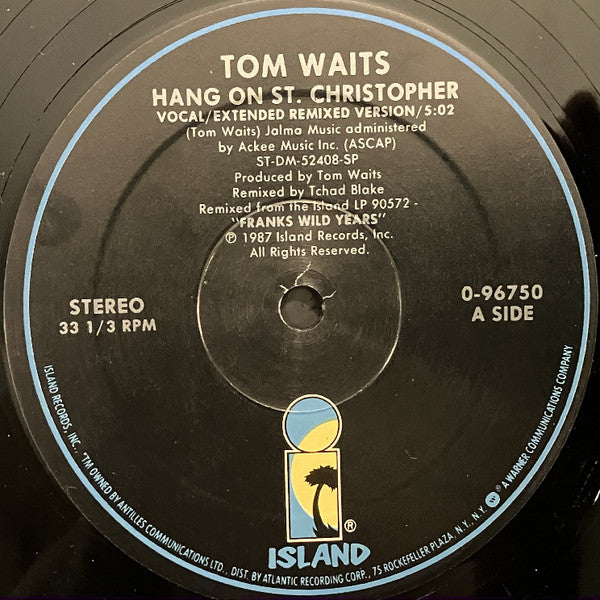 TOM WAITS
HANG ON ST. CHRISTOPHER
VOCAL/EXTENDED REMIXED VERSION/5:02
(Tom Waits) Jalma Music administered
by Ackee Music Inc. (ASCAP)
ST-DM-52408-SP
Produced by Tom Waits
Remixed by Tchad Blake
Remixed from the Island LP 90572 -
"FRANKS WILD YEARS"
℗ 1987 Island Records, Inc.
All Rights Reserved.
STEREO
33 1/3 RPM
0-96750
A SIDE
®
ISLAND
ISLAND RECORDS, INC., *TM OWNED BY ANTILLES COMMUNICATIONS LTD., DIST. BY ATLANTIC RECORDING CORP., 75 ROCKEFELLER PLAZA, N.Y., N.Y. A WARNER COMMUNICATIONS COMPANY